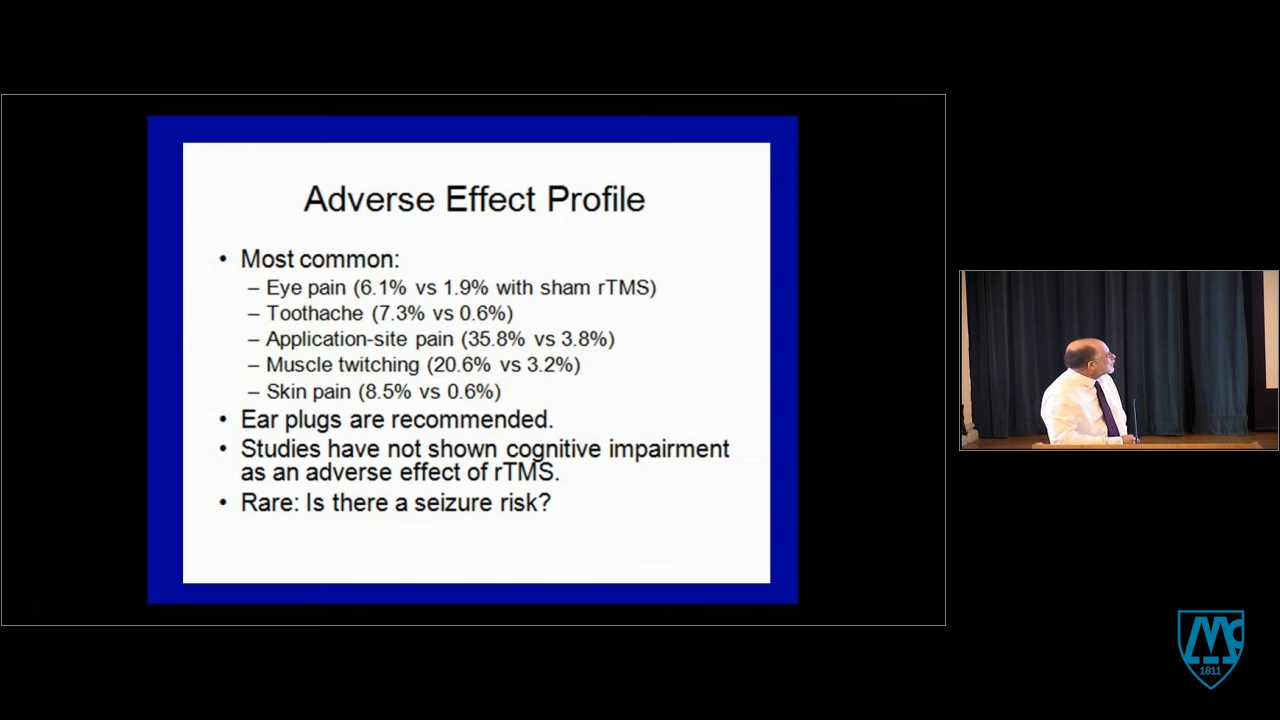 Adverse Effect Profile
• Most common:
– Eye pain (6.1% vs 1.9% with sham rTMS)
– Toothache (7.3% vs 0.6%)
– Application-site pain (35.8% vs 3.8%)
– Muscle twitching (20.6% vs 3.2%)
– Skin pain (8.5% vs 0.6%)
• Ear plugs are recommended.
• Studies have not shown cognitive impairment
as an adverse effect of rTMS.
• Rare: Is there a seizure risk?
Mc
1811